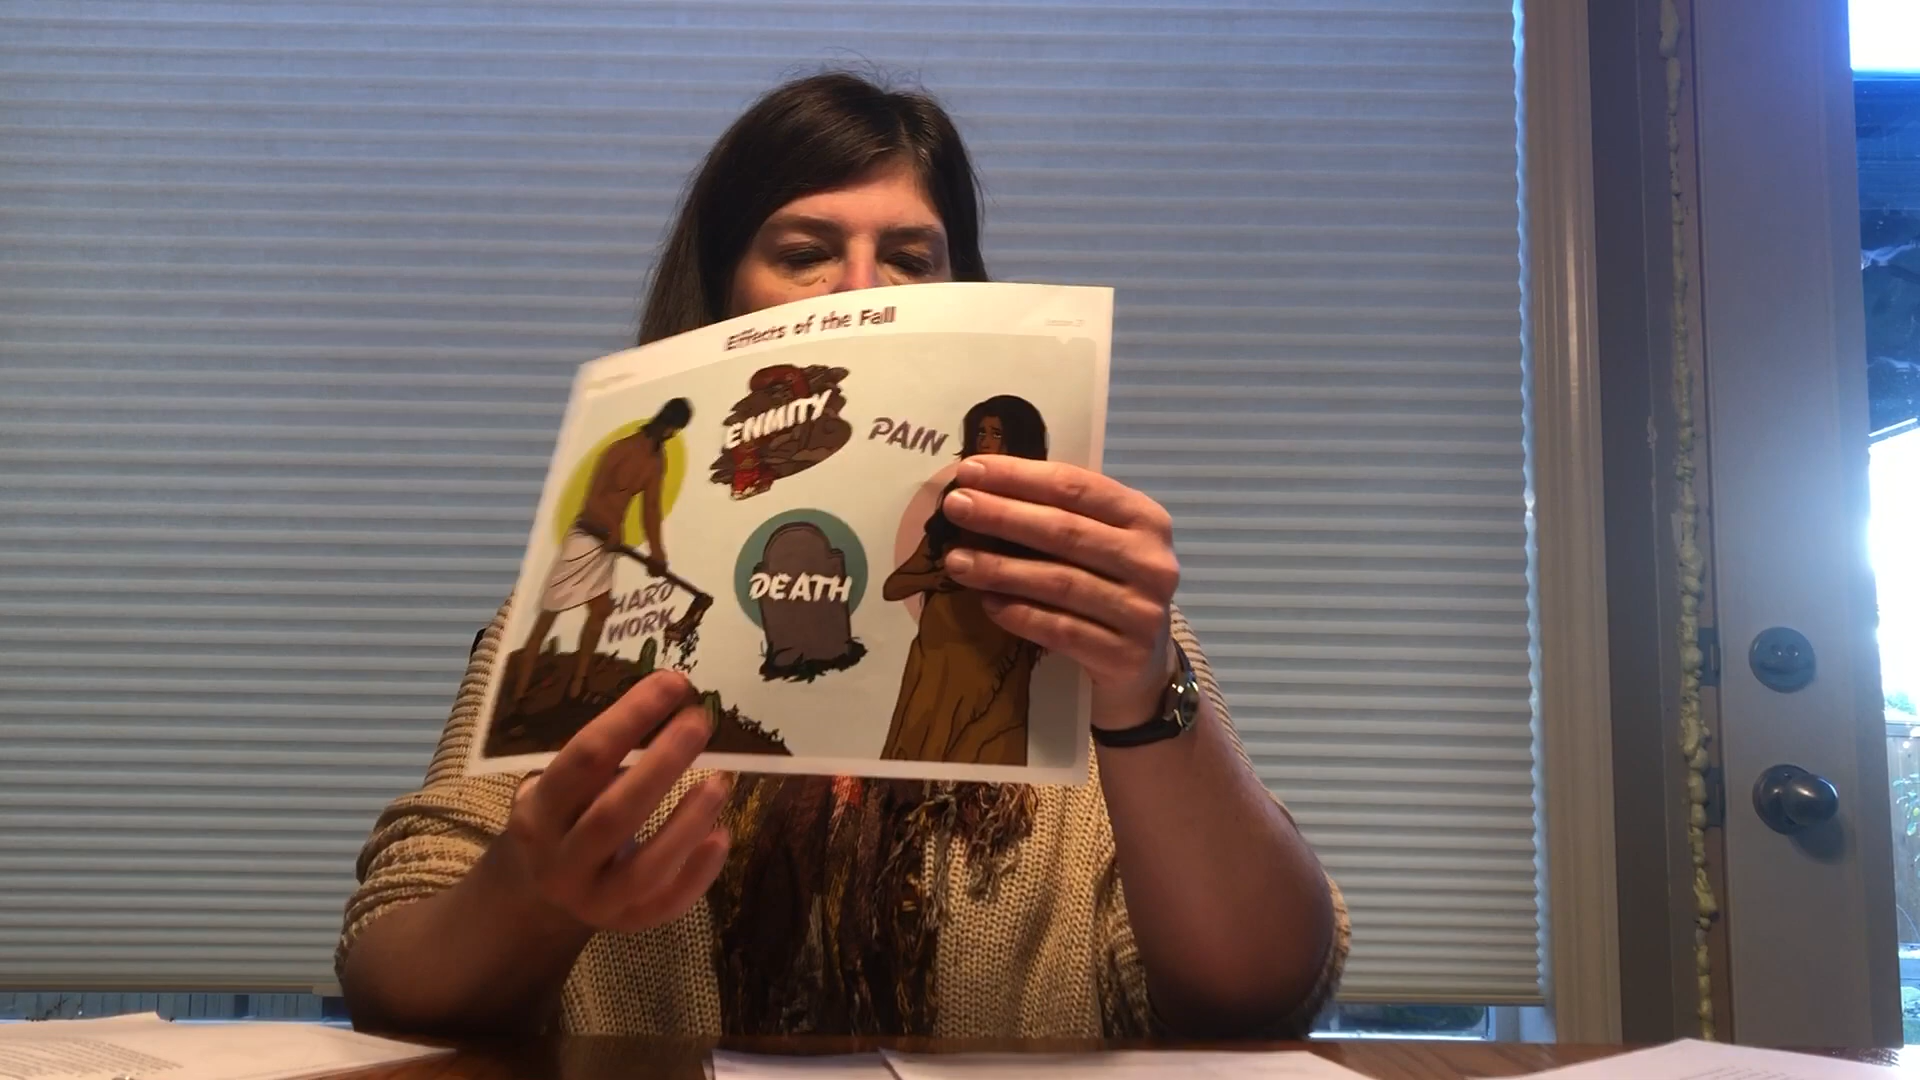 Effects of the Fall
ENMITY
PAIN
HARD
WORK
DEATH